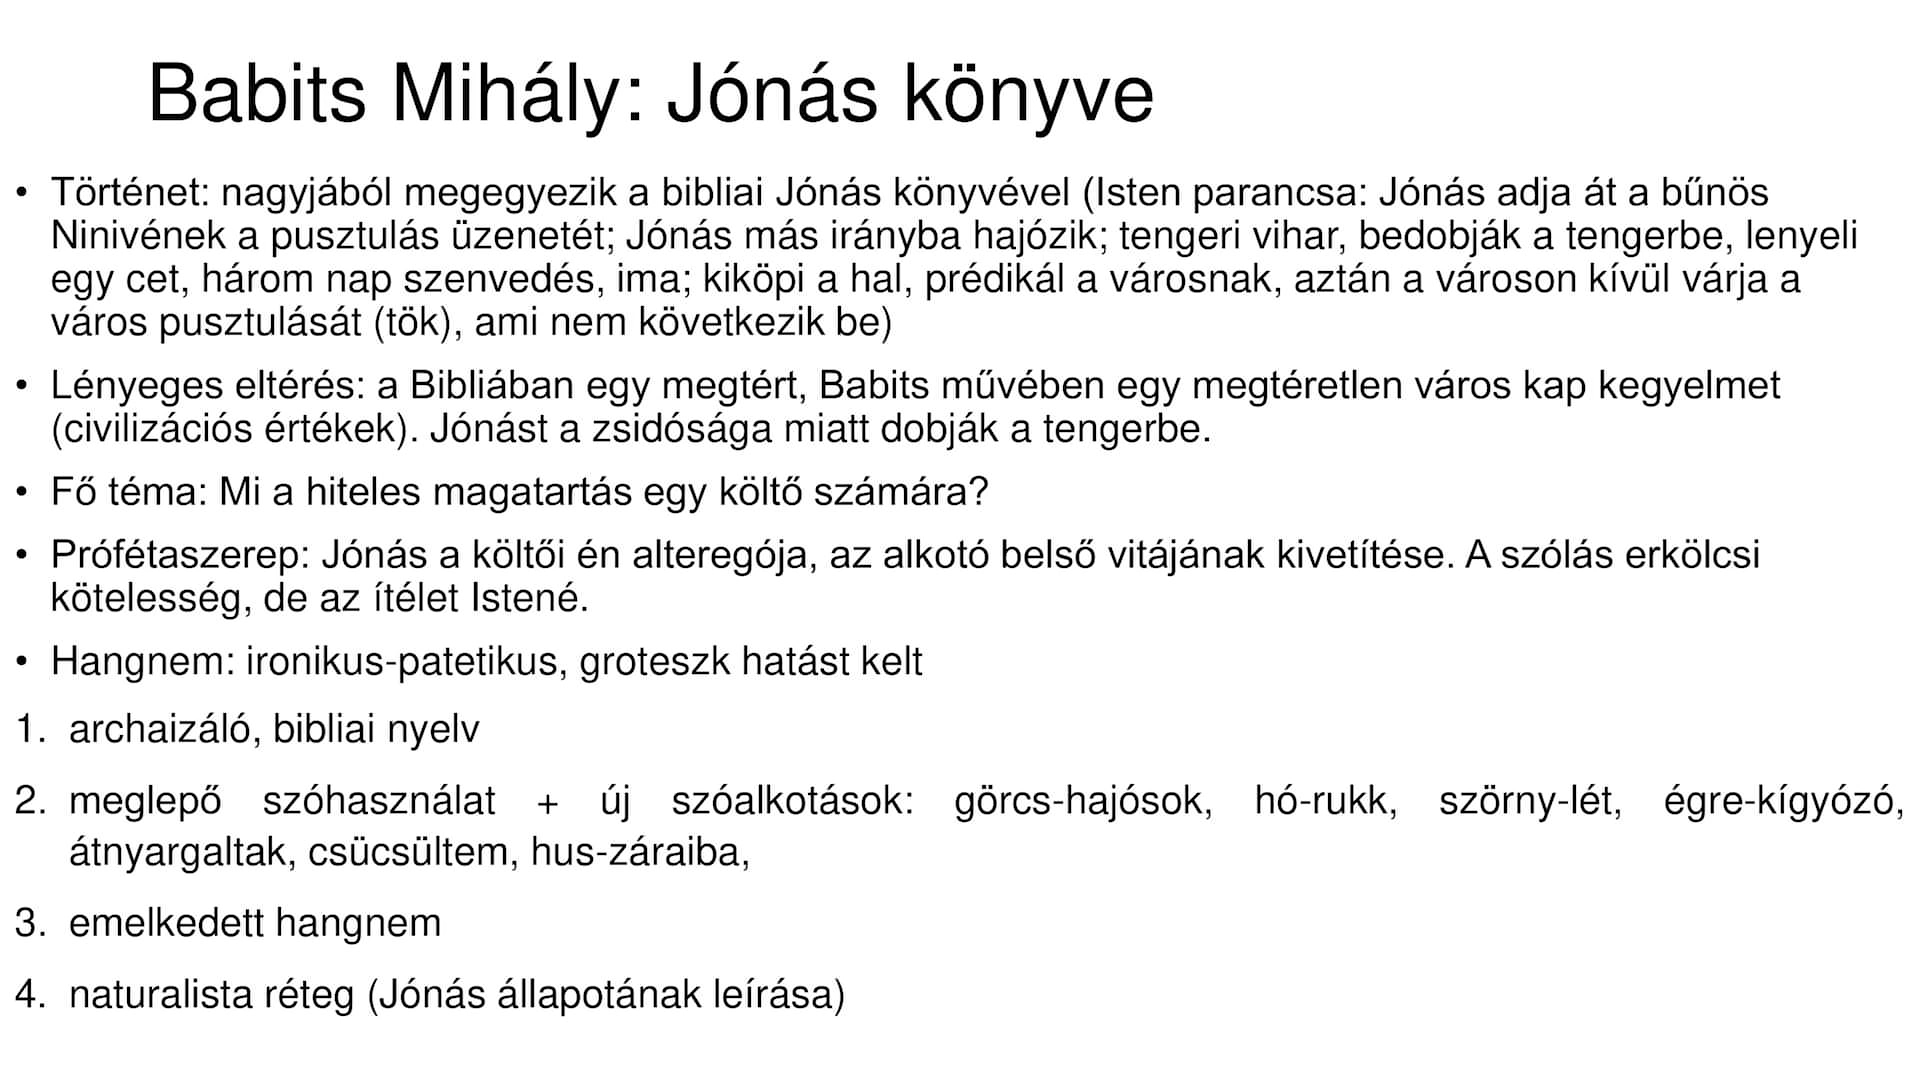 Babits Mihály: Jónás könyve
• Történet: nagyjából megegyezik a bibliai Jónás könyvével (Isten parancsa: Jónás adja át a bűnös
Ninivének a pusztulás üzenetét; Jónás más irányba hajózik; tengeri vihar, bedobják a tengerbe, lenyeli
egy cet, három nap szenvedés, ima; kiköpi a hal, prédikál a városnak, aztán a városon kívül várja a
város pusztulását (tök), ami nem következik be)
• Lényeges eltérés: a Bibliában egy megtért, Babits művében egy megtéretlen város kap kegyelmet
(civilizációs értékek). Jónást a zsidósága miatt dobják a tengerbe.
• Fő téma: Mi a hiteles magatartás egy költő számára?
• Prófétaszerep: Jónás a költői én alteregója, az alkotó belső vitájának kivetítése. A szólás erkölcsi
kötelesség, de az ítélet Istené.
• Hangnem: ironikus-patetikus, groteszk hatást kelt
1. archaizáló, bibliai nyelv
2. meglepő szóhasználat + új szóalkotások: görcs-hajósok, hó-rukk, szörny-lét, égre-kígyózó,
átnyargaltak, csücsültem, hus-záraiba,
3. emelkedett hangnem
4. naturalista réteg (Jónás állapotának leírása)